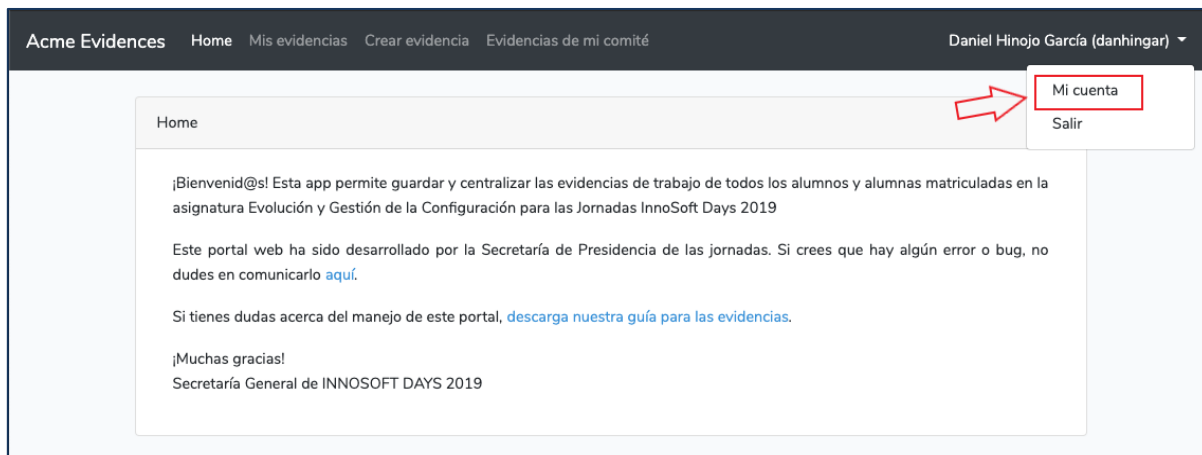 Acme Evidences Home Mis evidencias Crear evidencia Evidencias de mi comité Daniel Hinojo García (danhingar)
Mi cuenta
Salir
Home
¡Bienvenid@s! Esta app permite guardar y centralizar las evidencias de trabajo de todos los alumnos y alumnas matriculadas en la
asignatura Evolución y Gestión de la Configuración para las Jornadas InnoSoft Days 2019
Este portal web ha sido desarrollado por la Secretaría de Presidencia de las jornadas. Si crees que hay algún error o bug, no
dudes en comunicarlo aquí.
Si tienes dudas acerca del manejo de este portal, descarga nuestra guía para las evidencias.
¡Muchas gracias!
Secretaría General de INNOSOFT DAYS 2019